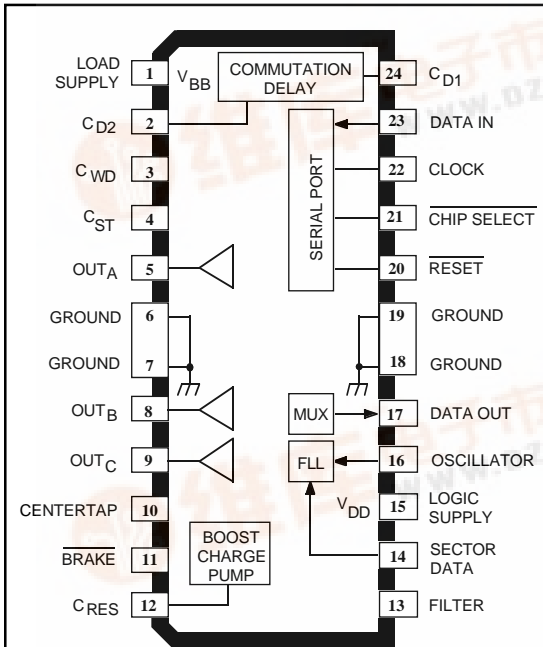 LOAD
SUPPLY
1
V BB
COMMUTATION
DELAY
24
C D1
C D2
2
23
DATA IN
C WD
3
SERIAL PORT
22
CLOCK
C ST
4
21
CHIP SELECT
OUT A
5
20
RESET
GROUND
6
19
GROUND
GROUND
7
18
GROUND
OUT B
8
MUX
17
DATA OUT
OUT C
9
FLL
16
OSCILLATOR
CENTERTAP
10
V DD
15
LOGIC
SUPPLY
BRAKE
11
BOOST
CHARGE
PUMP
14
SECTOR
DATA
C RES
12
13
FILTER